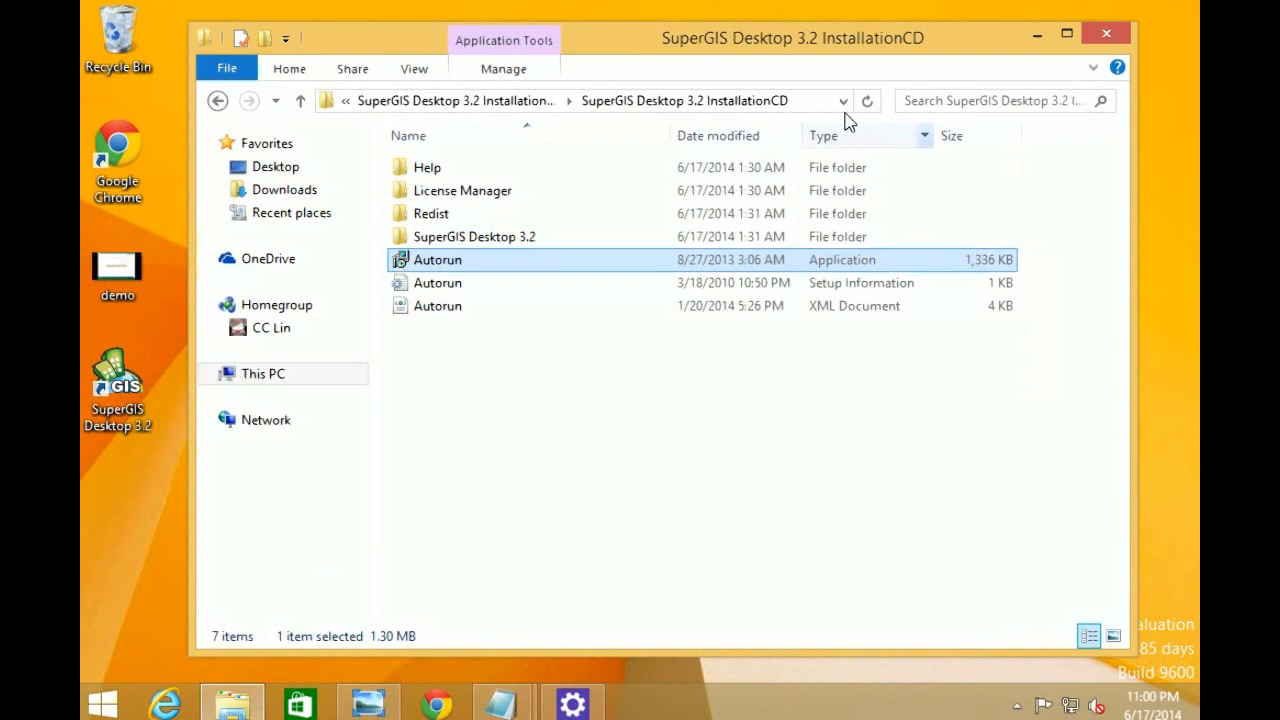 Recycle Bin
Google
Chrome
demo
GIS
SuperGIS
Desktop 3.2
Application Tools
SuperGIS Desktop 3.2 InstallationCD
File
Home
Share
View
Manage
?
«
SuperGIS Desktop 3.2 Installation...
SuperGIS Desktop 3.2 InstallationCD
Search SuperGIS Desktop 3.2 I...
Favorites
Desktop
Downloads
Recent places
OneDrive
Homegroup
CC Lin
This PC
Network
Name Date modified Type Size
Help 6/17/2014 1:30 AM File folder
License Manager 6/17/2014 1:30 AM File folder
Redist 6/17/2014 1:31 AM File folder
SuperGIS Desktop 3.2 6/17/2014 1:31 AM File folder
Autorun 8/27/2013 3:06 AM Application 1,336 KB
Autorun 3/18/2010 10:50 PM Setup Information 1 KB
Autorun 1/20/2014 5:26 PM XML Document 4 KB
7 items 1 item selected 1.30 MB
aluation
85 days
Build 9600
11:00 PM
6/17/2014